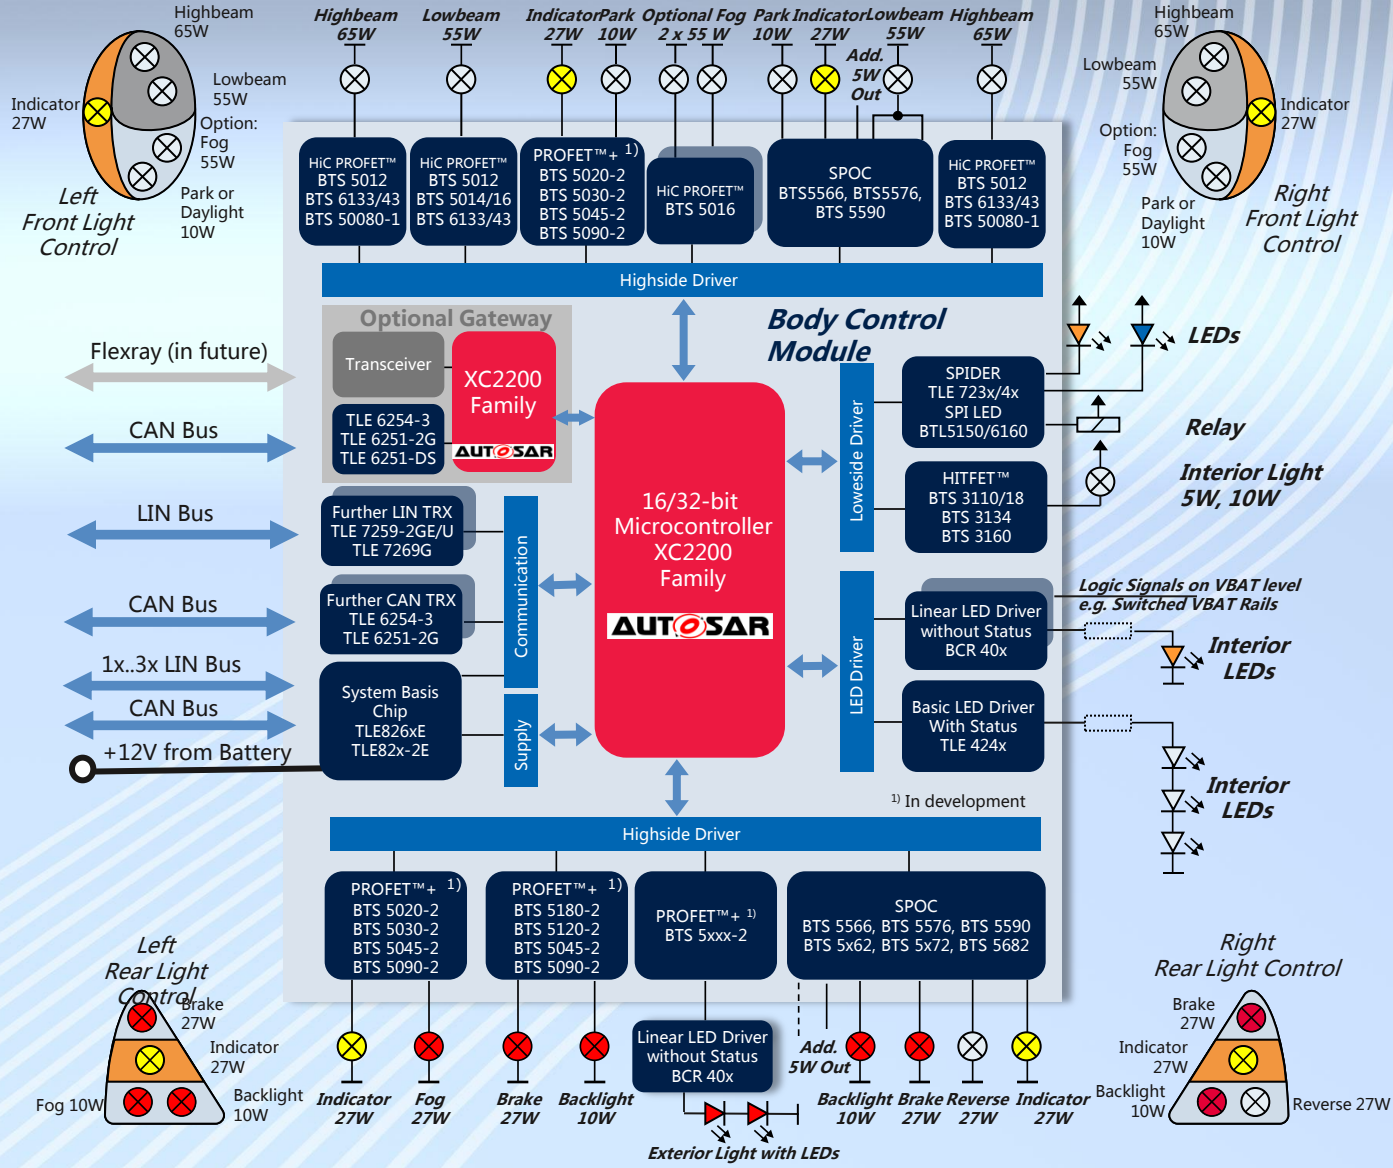 Highbeam
65W
Lowbeam
55W
Indicator
27W
Option:
Fog
55W
Park or
Daylight
10W
Left
Front Light
Control
Highbeam
65W
Lowbeam
55W
Indicator
27W
Park
10W
Optional Fog
2 x 55 W
Park
10W
Indicator
27W
Add.
5W
Out
Lowbeam
55W
Highbeam
65W
Highbeam
65W
Lowbeam
55W
Indicator
27W
Option:
Fog
55W
Park or
Daylight
10W
Right
Front Light
Control
HiC PROFET™
BTS 5012
BTS 6133/43
BTS 50080-1
HiC PROFET™
BTS 5012
BTS 5014/16
BTS 6133/43
PROFET™+ 1)
BTS 5020-2
BTS 5030-2
BTS 5045-2
BTS 5090-2
HiC PROFET™
BTS 5016
SPOC
BTS5566, BTS5576,
BTS 5590
HiC PROFET™
BTS 5012
BTS 6133/43
BTS 50080-1
Highside Driver
Optional Gateway
Transceiver
XC2200
Family
AUTOSAR
TLE 6254-3
TLE 6251-2G
TLE 6251-DS
Body Control
Module
Flexray (in future)
CAN Bus
LIN Bus
CAN Bus
1x..3x LIN Bus
CAN Bus
+12V from Battery
Further LIN TRX
TLE 7259-2GE/U
TLE 7269G
Further CAN TRX
TLE 6254-3
TLE 6251-2G
System Basis
Chip
TLE826xE
TLE82x-2E
Communication
Supply
16/32-bit
Microcontroller
XC2200
Family
AUTOSAR
Loweside Driver
SPIDER
TLE 723x/4x
SPI LED
BTL5150/6160
HITFET™
BTS 3110/18
BTS 3134
BTS 3160
LEDs
Relay
Interior Light
5W, 10W
LED Driver
Linear LED Driver
without Status
BCR 40x
Basic LED Driver
With Status
TLE 424x
Logic Signals on VBAT level
e.g. Switched VBAT Rails
Interior
LEDs
Interior
LEDs
1) In development
Highside Driver
PROFET™+ 1)
BTS 5020-2
BTS 5030-2
BTS 5045-2
BTS 5090-2
PROFET™+ 1)
BTS 5180-2
BTS 5120-2
BTS 5045-2
BTS 5090-2
PROFET™+ 1)
BTS 5xxx-2
SPOC
BTS 5566, BTS 5576, BTS 5590
BTS 5x62, BTS 5x72, BTS 5682
Left
Rear Light
Control
Brake
27W
Indicator
27W
Fog 10W
Backlight
10W
Indicator
27W
Fog
27W
Brake
27W
Backlight
10W
Linear LED Driver
without Status
BCR 40x
Exterior Light with LEDs
Add.
5W Out
Backlight
10W
Brake
27W
Reverse
27W
Indicator
27W
Right
Rear Light Control
Brake
27W
Indicator
27W
Backlight
10W
Reverse 27W